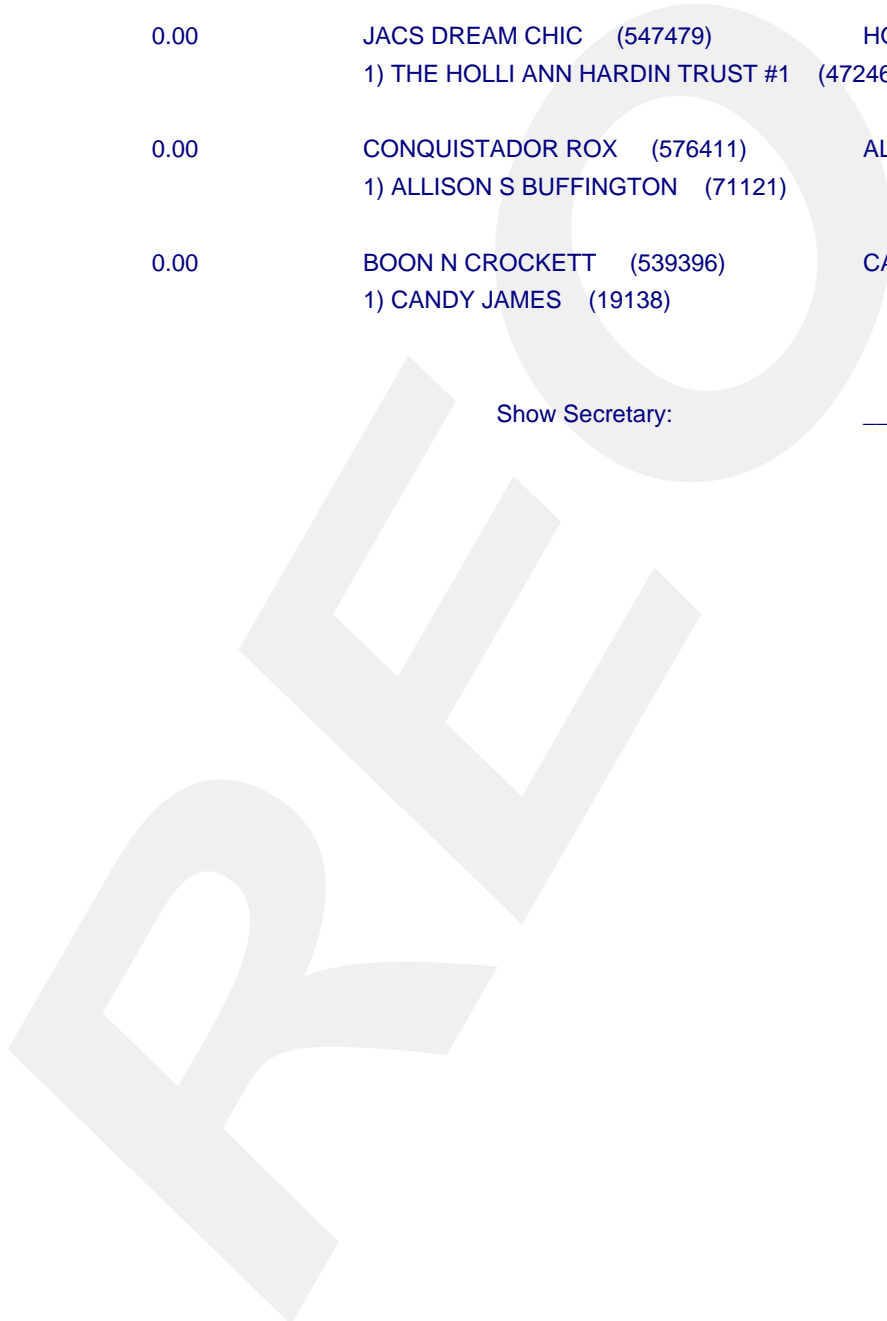 0.00 JACS DREAM CHIC (547479)
1) THE HOLLI ANN HARDIN TRUST #1
0.00 CONQUISTADOR ROX (576411)
1) ALLISON S BUFFINGTON (71121)
0.00 BOON N CROCKETT (539396)
1) CANDY JAMES (19138)
Show Secretary: